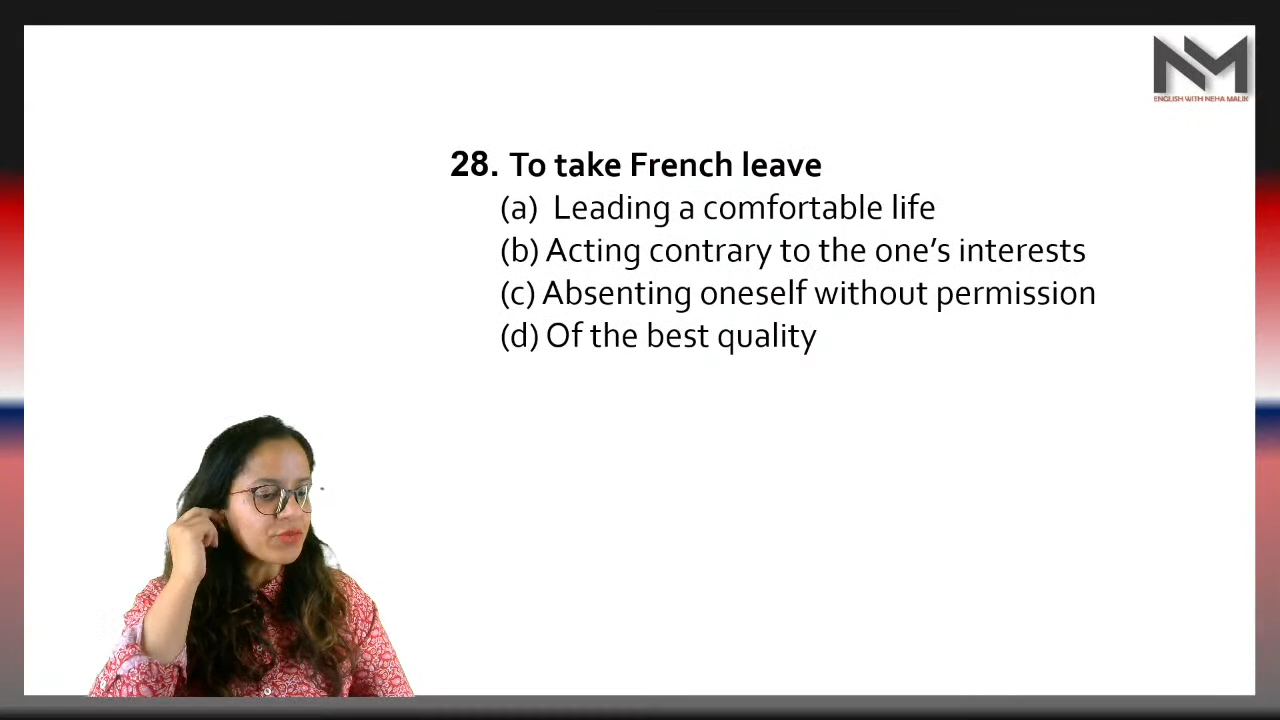 NM
ENGLISH WITH NEHA MALIK
28. To take French leave
(a) Leading a comfortable life
(b) Acting contrary to the one’s interests
(c) Absenting oneself without permission
(d) Of the best quality